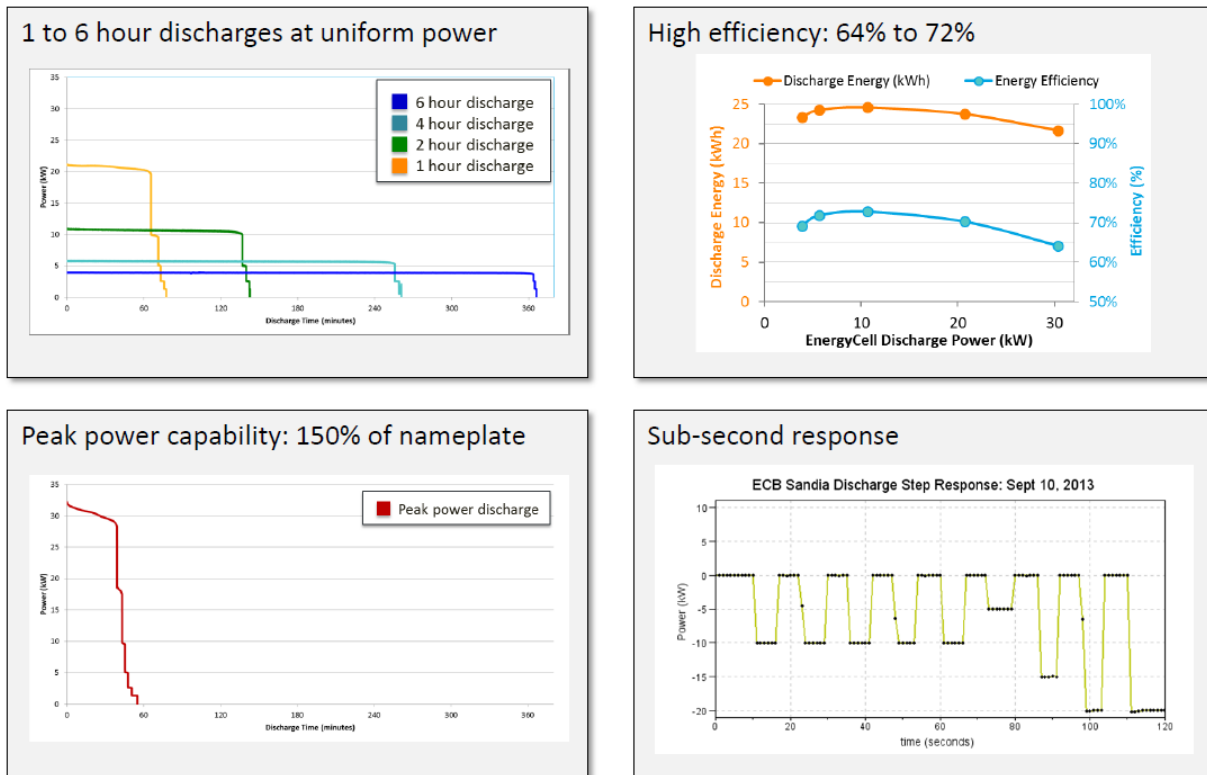 1 to 6 hour discharges at uniform power
35
30
25
20
15
10
5
0
Power (kW)
6 hour discharge
4 hour discharge
2 hour discharge
1 hour discharge
0 60 120 180 240 300 360
Discharge Time (minutes)
High efficiency: 64% to 72%
Discharge Energy (kWh) Energy Efficiency
25 100%
20 90%
15 80%
10 70%
5 60%
0 50%
Discharge Energy (kWh)
Efficiency (%)
0 10 20 30
EnergyCell Discharge Power (kW)
Peak power capability: 150% of nameplate
35
30
25
20
15
10
5
0
Power (kW)
Peak power discharge
0 60 120 180 240 300 360
Discharge Time (minutes)
Sub-second response
ECB Sandia Discharge Step Response: Sept 10, 2013
10
5
0
-5
-10
-15
-20
Power (kW)
0 20 40 60 80 100 120
time (seconds)